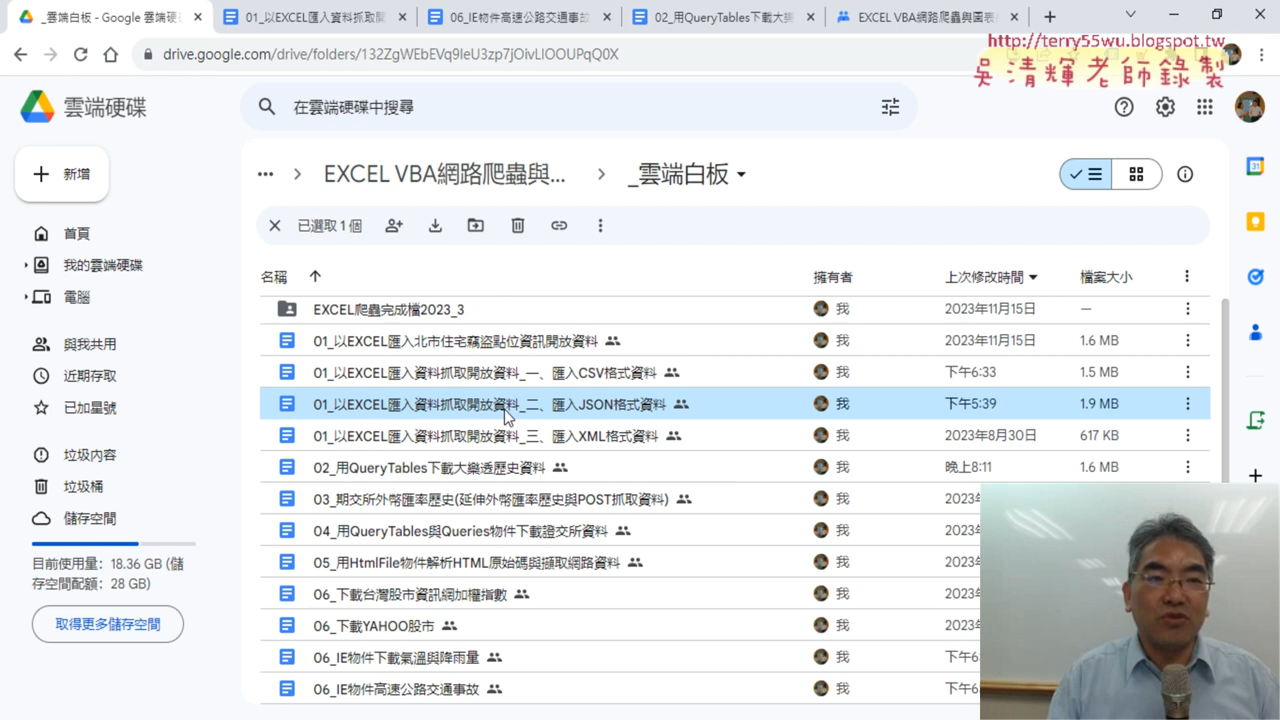 _雲端白板 - Google 雲端硬碟
01_以EXCEL匯入資料抓取開
06_IE物件高速公路交通事故
02_用QueryTables下載大樂
EXCEL VBA網路爬蟲與圖表
drive.google.com/drive/folders/132ZgWEbEVq9IeU3zp7JOivLIOOUPqQ0X
http://terry55wu.blogspot.tw
吳清輝老師錄製
雲端硬碟
在雲端硬碟中搜尋
新增
EXCEL VBA網路爬蟲與...
_雲端白板
已選取 1 個
首頁
我的雲端硬碟
電腦
與我共用
近期存取
已加星號
垃圾內容
垃圾桶
儲存空間
目前使用量：18.36 GB (儲
存空間配額：28 GB)
取得更多儲存空間
名稱 擁有者 上次修改時間 檔案大小
EXCEL爬蟲完成檔2023_3 我 2023年11月15日 —
01_以EXCEL匯入北市住宅竊盜點位資訊開放資料 我 2023年11月15日 1.6 MB
01_以EXCEL匯入資料抓取開放資料_一、匯入CSV格式資料 我 下午6:33 1.5 MB
01_以EXCEL匯入資料抓取開放資料_二、匯入JSON格式資料 我 下午5:39 1.9 MB
01_以EXCEL匯入資料抓取開放資料_三、匯入XML格式資料 我 2023年8月30日 617 KB
02_用QueryTables下載大樂透歷史資料 我 晚上8:11 1.6 MB
03_期交所外幣匯率歷史(延伸外幣匯率歷史與POST抓取資料) 我 2023
04_用QueryTables與Queries物件下載證交所資料 我 2023
05_用HtmlFile物件解析HTML原始碼與擷取網路資料 我 2023
06_下載台灣股市資訊網加權指數 我 2023
06_下載YAHOO股市 我 2023
06_IE物件下載氣溫與降雨量 我 下午6:
06_IE物件高速公路交通事故 我 下午6: